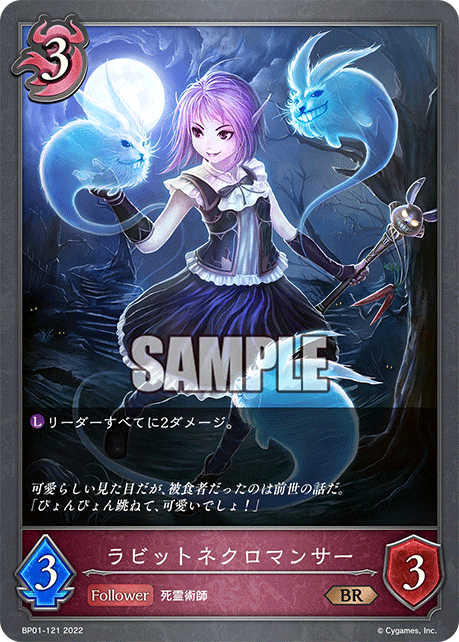 3
SAMPLE
L リーダーすべてに2ダメージ。
可愛らしい見た目だが、被食者だったのは前世の話だ。
「ぴょんぴょん跳ねて、可愛いでしょ！」
ラビットネクロマンサー
3
Follower 死霊術師
BR
3
BP01-121 2022
© Cygames, Inc.